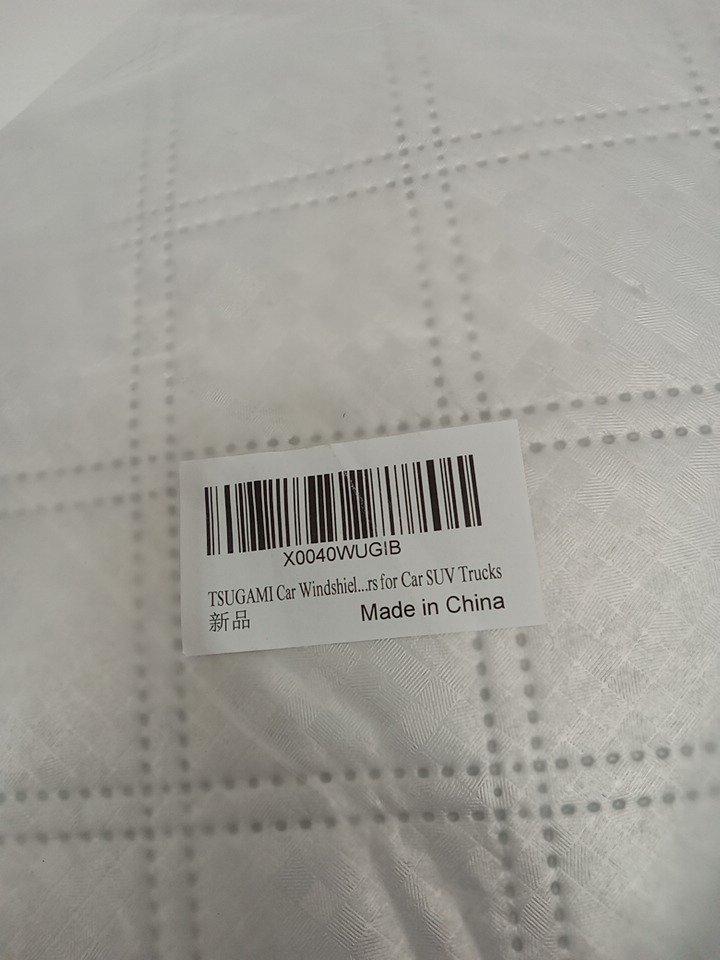 X0040WUGIB
TSUGAMI Car Windshiel...rs for Car SUV Trucks
新品
Made in China